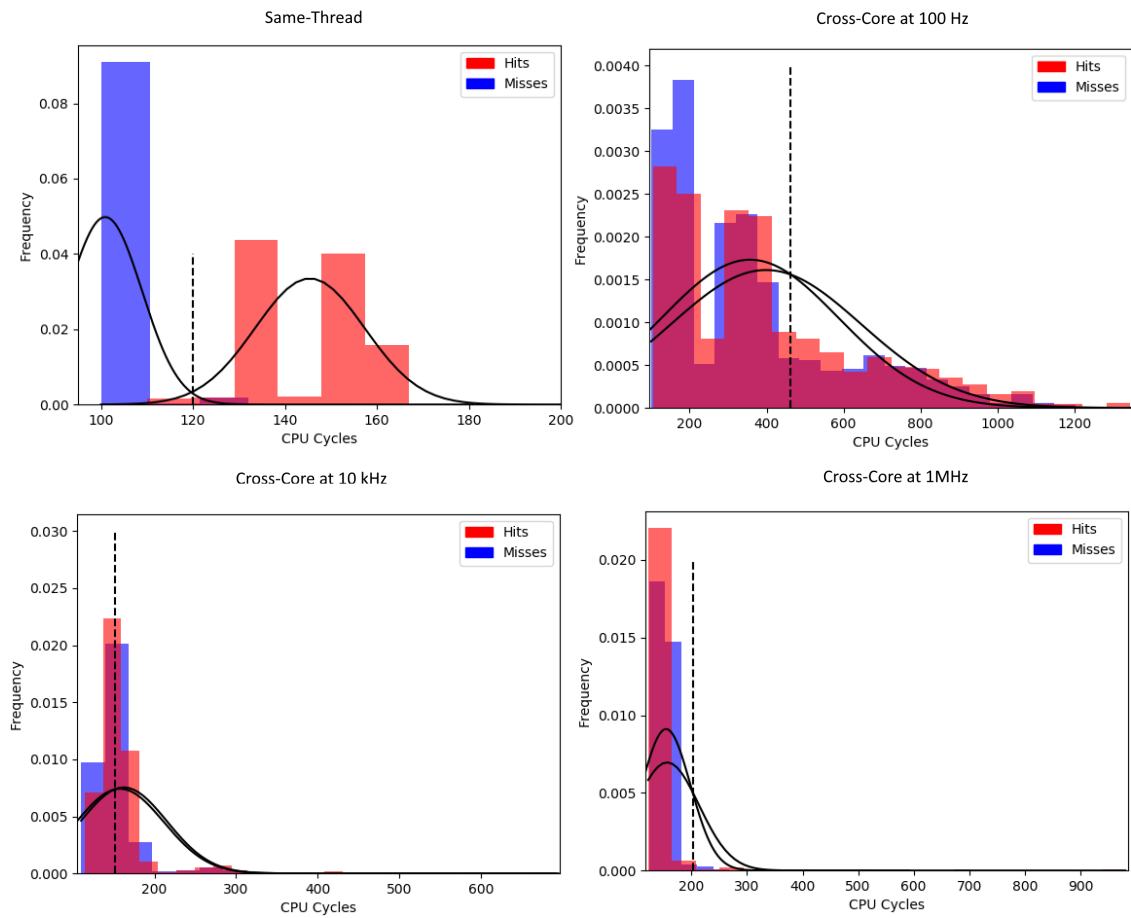 Same-Thread
Hits
Misses
0.08
0.06
0.04
0.02
0.00
Frequency
100 120 140 160 180 200
CPU Cycles
Cross-Core at 100 Hz
Hits
Misses
0.0040
0.0035
0.0030
0.0025
0.0020
0.0015
0.0010
0.0005
0.0000
Frequency
200 400 600 800 1000 1200
CPU Cycles
Cross-Core at 10 kHz
Hits
Misses
0.030
0.025
0.020
0.015
0.010
0.005
0.000
Frequency
200 300 400 500 600
CPU Cycles
Cross-Core at 1MHz
Hits
Misses
0.020
0.015
0.010
0.005
0.000
Frequency
200 300 400 500 600 700 800 900
CPU Cycles